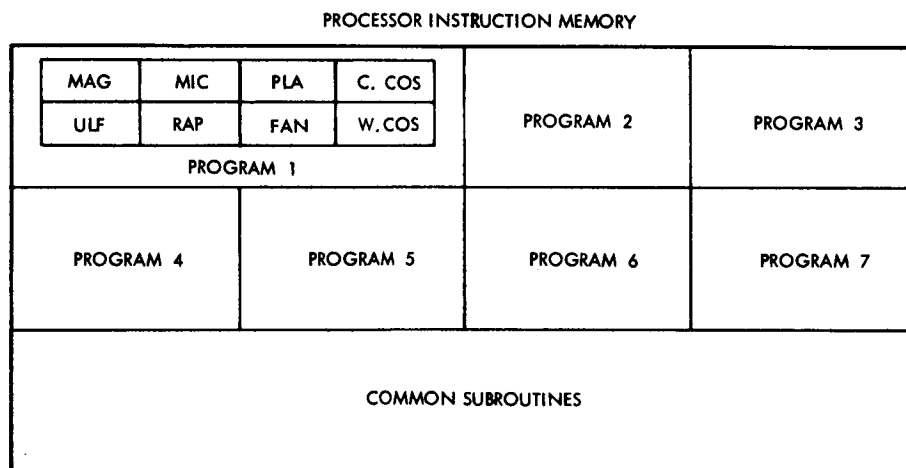 PROCESSOR INSTRUCTION MEMORY
MAG MIC PLA C. COS
ULF RAP FAN W.COS
PROGRAM 1
PROGRAM 2
PROGRAM 3
PROGRAM 4
PROGRAM 5
PROGRAM 6
PROGRAM 7
COMMON SUBROUTINES